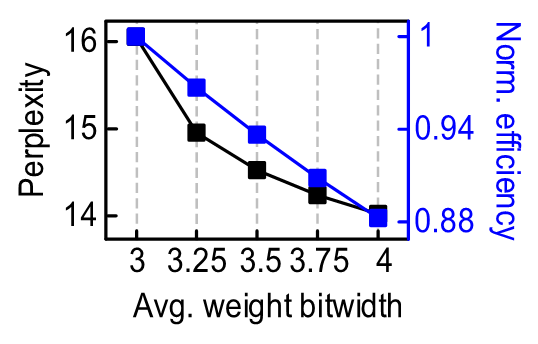 Perplexity
16
15
14
1
0.94
0.88
Norm. efficiency
3 3.25 3.5 3.75 4
Avg. weight bitwidth